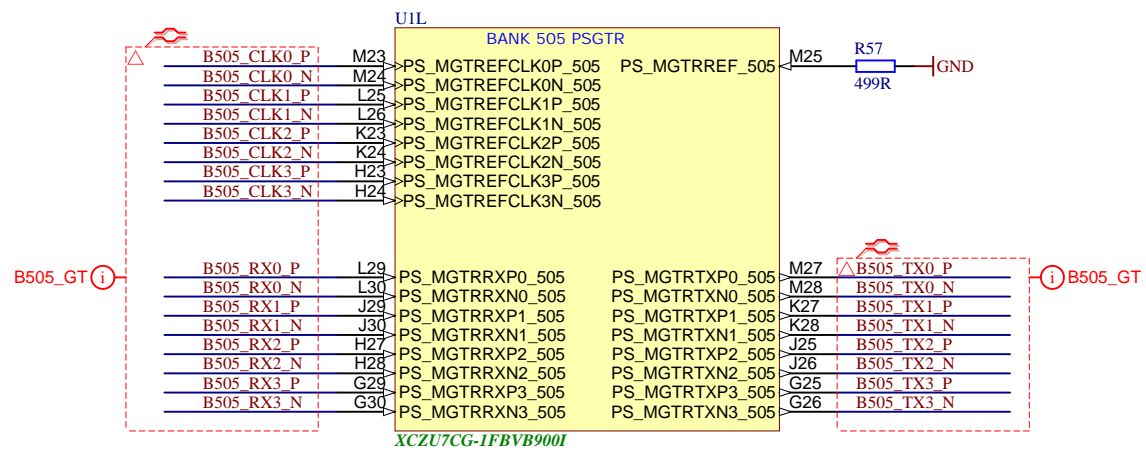 U1L
BANK 505 PSGTR
B505_CLK0_P M23 PS_MGTREFCLK0P_505 PS_MGTRREF_505 M25 R57 GND
499R
B505_CLK0_N M24 PS_MGTREFCLK0N_505
B505_CLK1_P L25 PS_MGTREFCLK1P_505
B505_CLK1_N L26 PS_MGTREFCLK1N_505
B505_CLK2_P K23 PS_MGTREFCLK2P_505
B505_CLK2_N K24 PS_MGTREFCLK2N_505
B505_CLK3_P H23 PS_MGTREFCLK3P_505
B505_CLK3_N H24 PS_MGTREFCLK3N_505
B505_GT i
B505_RX0_P L29 PS_MGTRRXP0_505 PS_MGTRTXP0_505 M27 B505_TX0_P
i B505_GT
B505_RX0_N L30 PS_MGTRRXN0_505 PS_MGTRTXN0_505 M28 B505_TX0_N
B505_RX1_P J29 PS_MGTRRXP1_505 PS_MGTRTXP1_505 K27 B505_TX1_P
B505_RX1_N J30 PS_MGTRRXN1_505 PS_MGTRTXN1_505 K28 B505_TX1_N
B505_RX2_P H27 PS_MGTRRXP2_505 PS_MGTRTXP2_505 J25 B505_TX2_P
B505_RX2_N H28 PS_MGTRRXN2_505 PS_MGTRTXN2_505 J26 B505_TX2_N
B505_RX3_P G29 PS_MGTRRXP3_505 PS_MGTRTXP3_505 G25 B505_TX3_P
B505_RX3_N G30 PS_MGTRRXN3_505 PS_MGTRTXN3_505 G26 B505_TX3_N
XCZU7CG-1FBVB900I